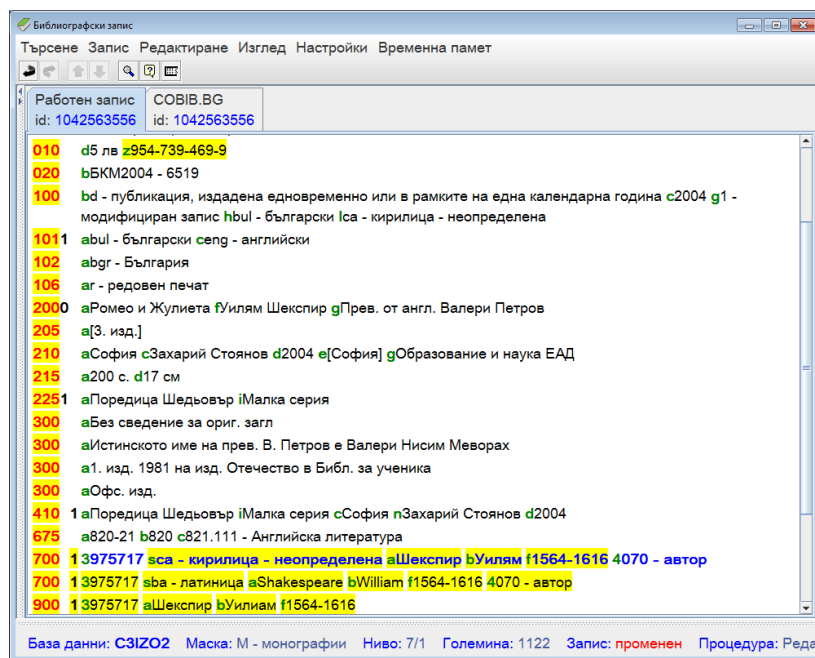 Библиографски запис
Търсене Запис Редактиране Изглед Настройки Временна памет
Работен запис COBIB.BG
id: 1042563556 id: 1042563556
010 d5 лв z954-739-469-9
020 bБКМ2004 - 6519
100 bd - публикация, издадена едновременно или в рамките на една календарна година c2004 g1 -
модифициран запис hbul - български lca - кирилица - неопределена
1011 abul - български ceng - английски
102 abgr - България
106 ar - редовен печат
2000 aРомео и Жулиета fУилям Шекспир gПрев. от англ. Валери Петров
205 a[3. изд.]
210 aСофия cЗахарий Стоянов d2004 e[София] gОбразование и наука ЕАД
215 a200 с. d17 см
2251 aПоредица Шедьовър iМалка серия
300 aБез сведение за ориг. загл
300 aИстинското име на прев. В. Петров е Валери Нисим Меворах
300 a1. изд. 1981 на изд. Отечество в Библ. за ученика
300 aОфс. изд.
410 1 aПоредица Шедьовър iМалка серия cСофия nЗахарий Стоянов d2004
675 a820-21 b820 c821.111 - Английска литература
700 1 3975717 sca - кирилица - неопределена aШекспир bУилям f1564-1616 4070 - автор
700 1 3975717 sba - латиница aShakespeare bWilliam f1564-1616 4070 - автор
900 1 3975717 aШекспир bУилиам f1564-1616
База данни: C3IZO2 Маска: М - монографии Ниво: 7/1 Големина: 1122 Запис: променен Процедура: Реда